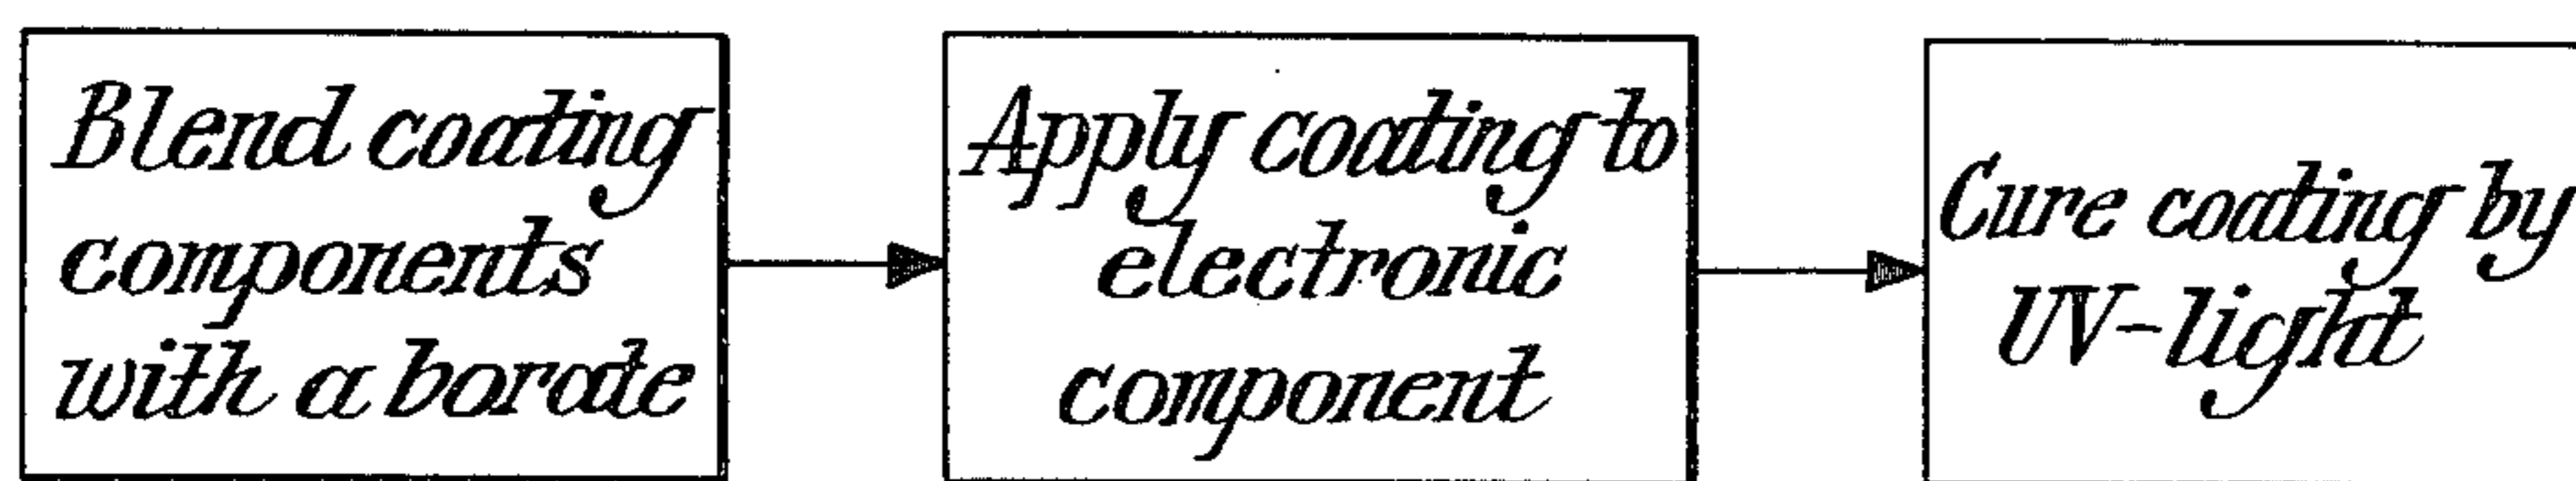 Blend coating
components
with a borate
Apply coating to
electronic
component
Cure coating by
UV-light